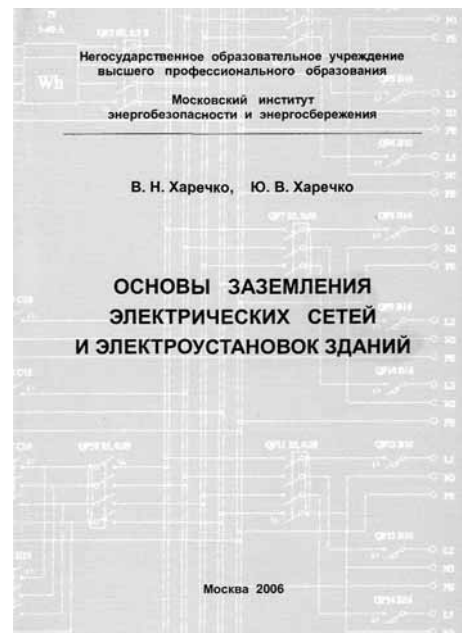 Негосударственное образовательное учреждение
высшего профессионального образования
Московский институт
энергобезопасности и энергосбережения
В. Н. Харечко, Ю. В. Харечко
ОСНОВЫ ЗАЗЕМЛЕНИЯ
ЭЛЕКТРИЧЕСКИХ СЕТЕЙ
И ЭЛЕКТРОУСТАНОВОК ЗДАНИЙ
Москва 2006
Wh